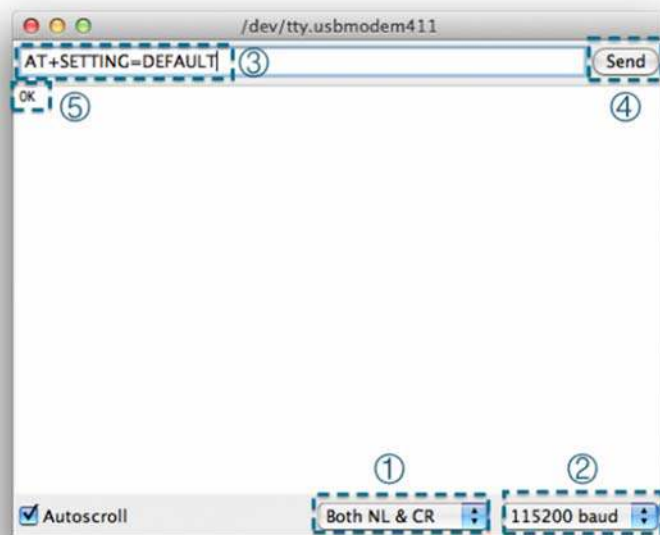 /dev/tty.usbmodem411
AT+SETTING=DEFAULT ③ Send
OK ⑤ ④
① ②
Autoscroll Both NL & CR 115200 baud